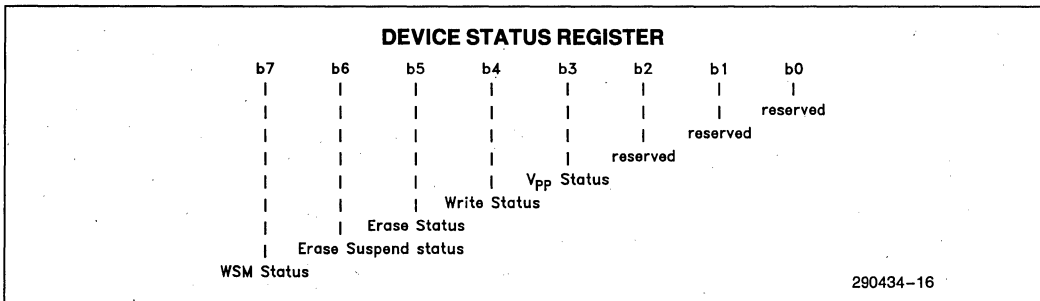 DEVICE STATUS REGISTER
b7 b6 b5 b4 b3 b2 b1 b0
reserved
reserved
reserved
VPP Status
Write Status
Erase Status
Erase Suspend status
WSM Status
290434–16